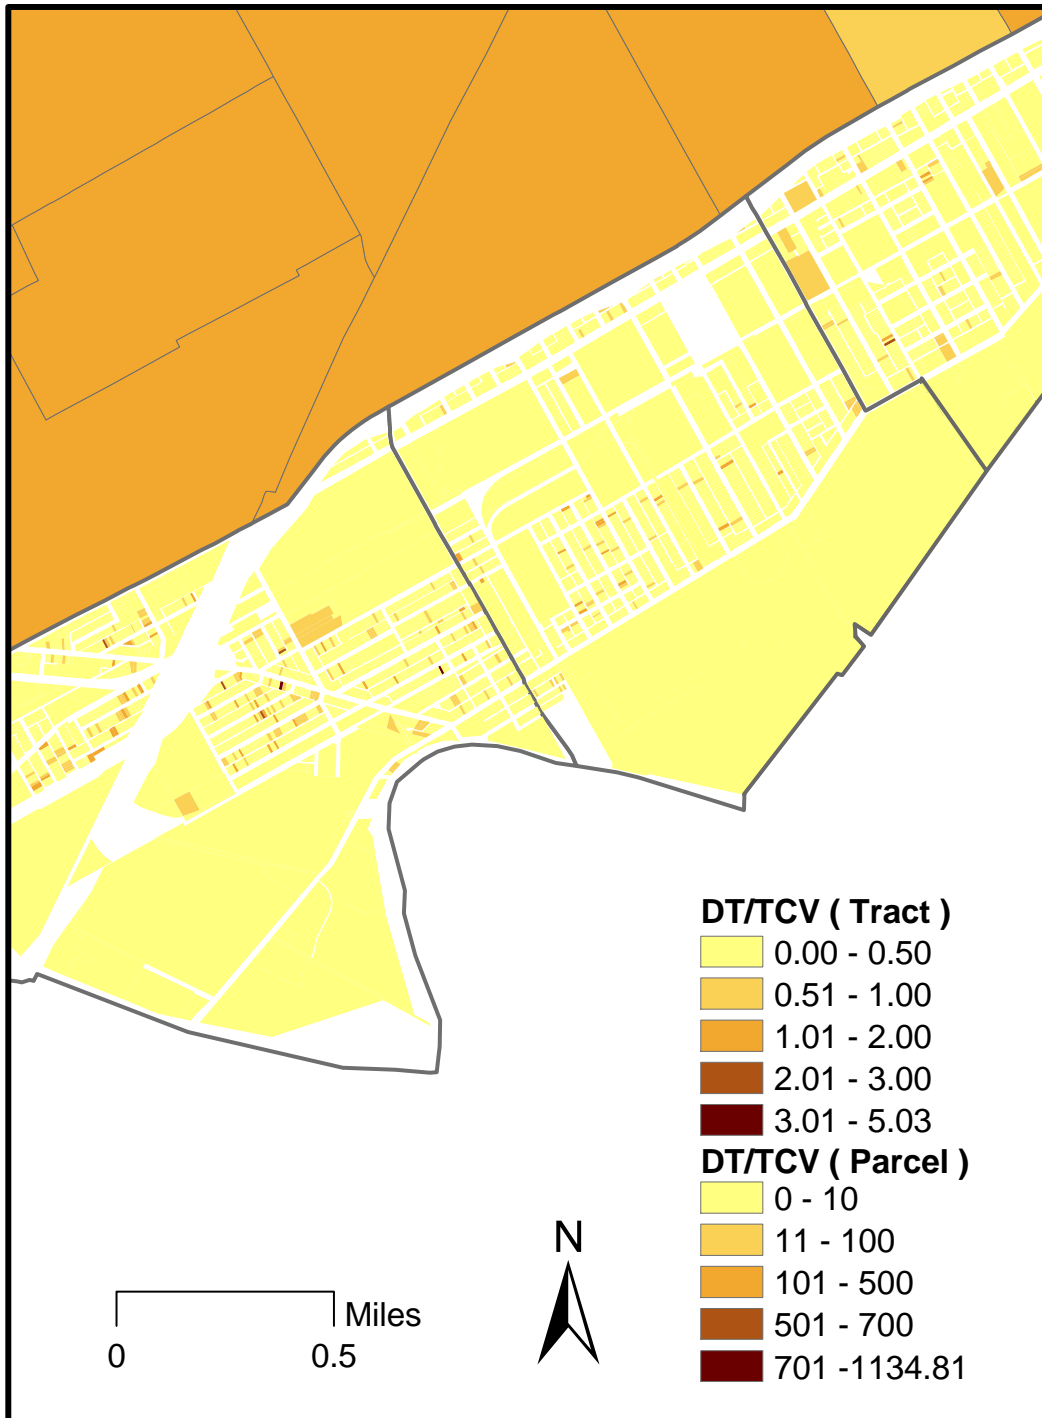 DT/TCV ( Tract )
0.00 - 0.50
0.51 - 1.00
1.01 - 2.00
2.01 - 3.00
3.01 - 5.03
DT/TCV ( Parcel )
0 - 10
11 - 100
101 - 500
501 - 700
701 -1134.81
N
Miles
0 0.5